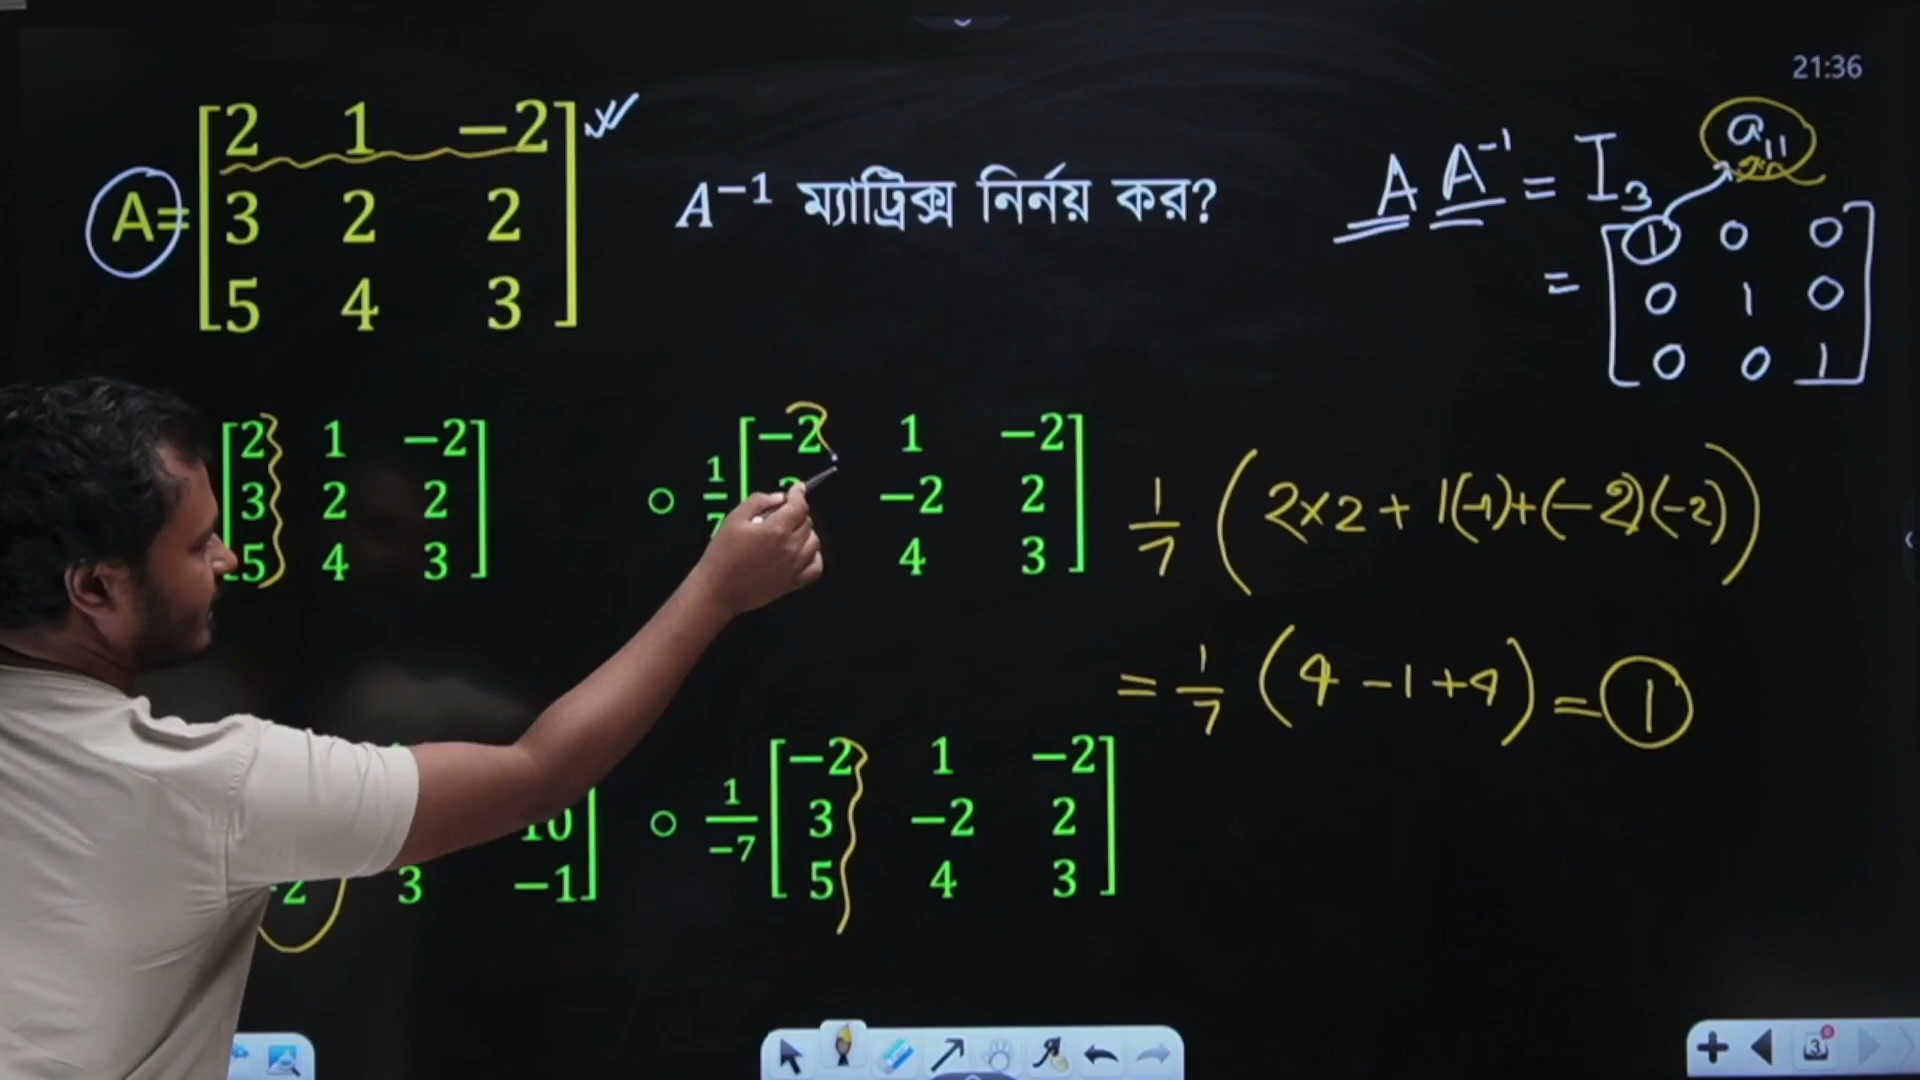 21:36
A= [2 1 −2]
[3 2 2]
[5 4 3]
A⁻¹ ম্যাট্রিক্স নির্নয় কর?
A A⁻¹ = I₃
a₁₁
= [1 0 0]
[0 1 0]
[0 0 1]
[2 1 −2]
[3 2 2]
[5 4 3]
○ 1/7 [−2 1 −2]
−2 2
4 3]
1/7 (2×2 + 1(-1)+(-2)(-2))
= 1/7 (4 -1 +4) = 1
10]
-2 3 −1]
○ 1/−7 [−2 1 −2]
[3 −2 2]
[5 4 3]
3